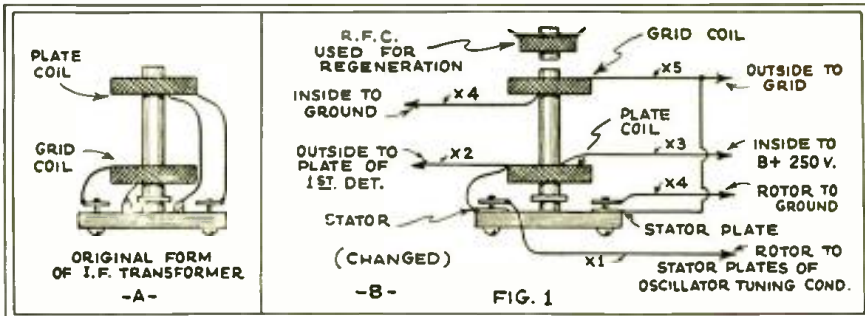 PLATE
COIL
GRID
COIL
ORIGINAL FORM
OF I.F. TRANSFORMER
-A-
R.F.C.
USED FOR
REGENERATION
GRID COIL
X5
OUTSIDE TO
GRID
X4
INSIDE TO
GROUND
PLATE
COIL
X3
INSIDE TO
B+ 250 V.
X2
OUTSIDE TO
PLATE OF
1ST. DET.
X4
ROTOR TO
GROUND
STATOR
STATOR PLATE
X1
ROTOR TO
STATOR PLATES OF
OSCILLATOR TUNING COND.
(CHANGED)
-B-
FIG. 1